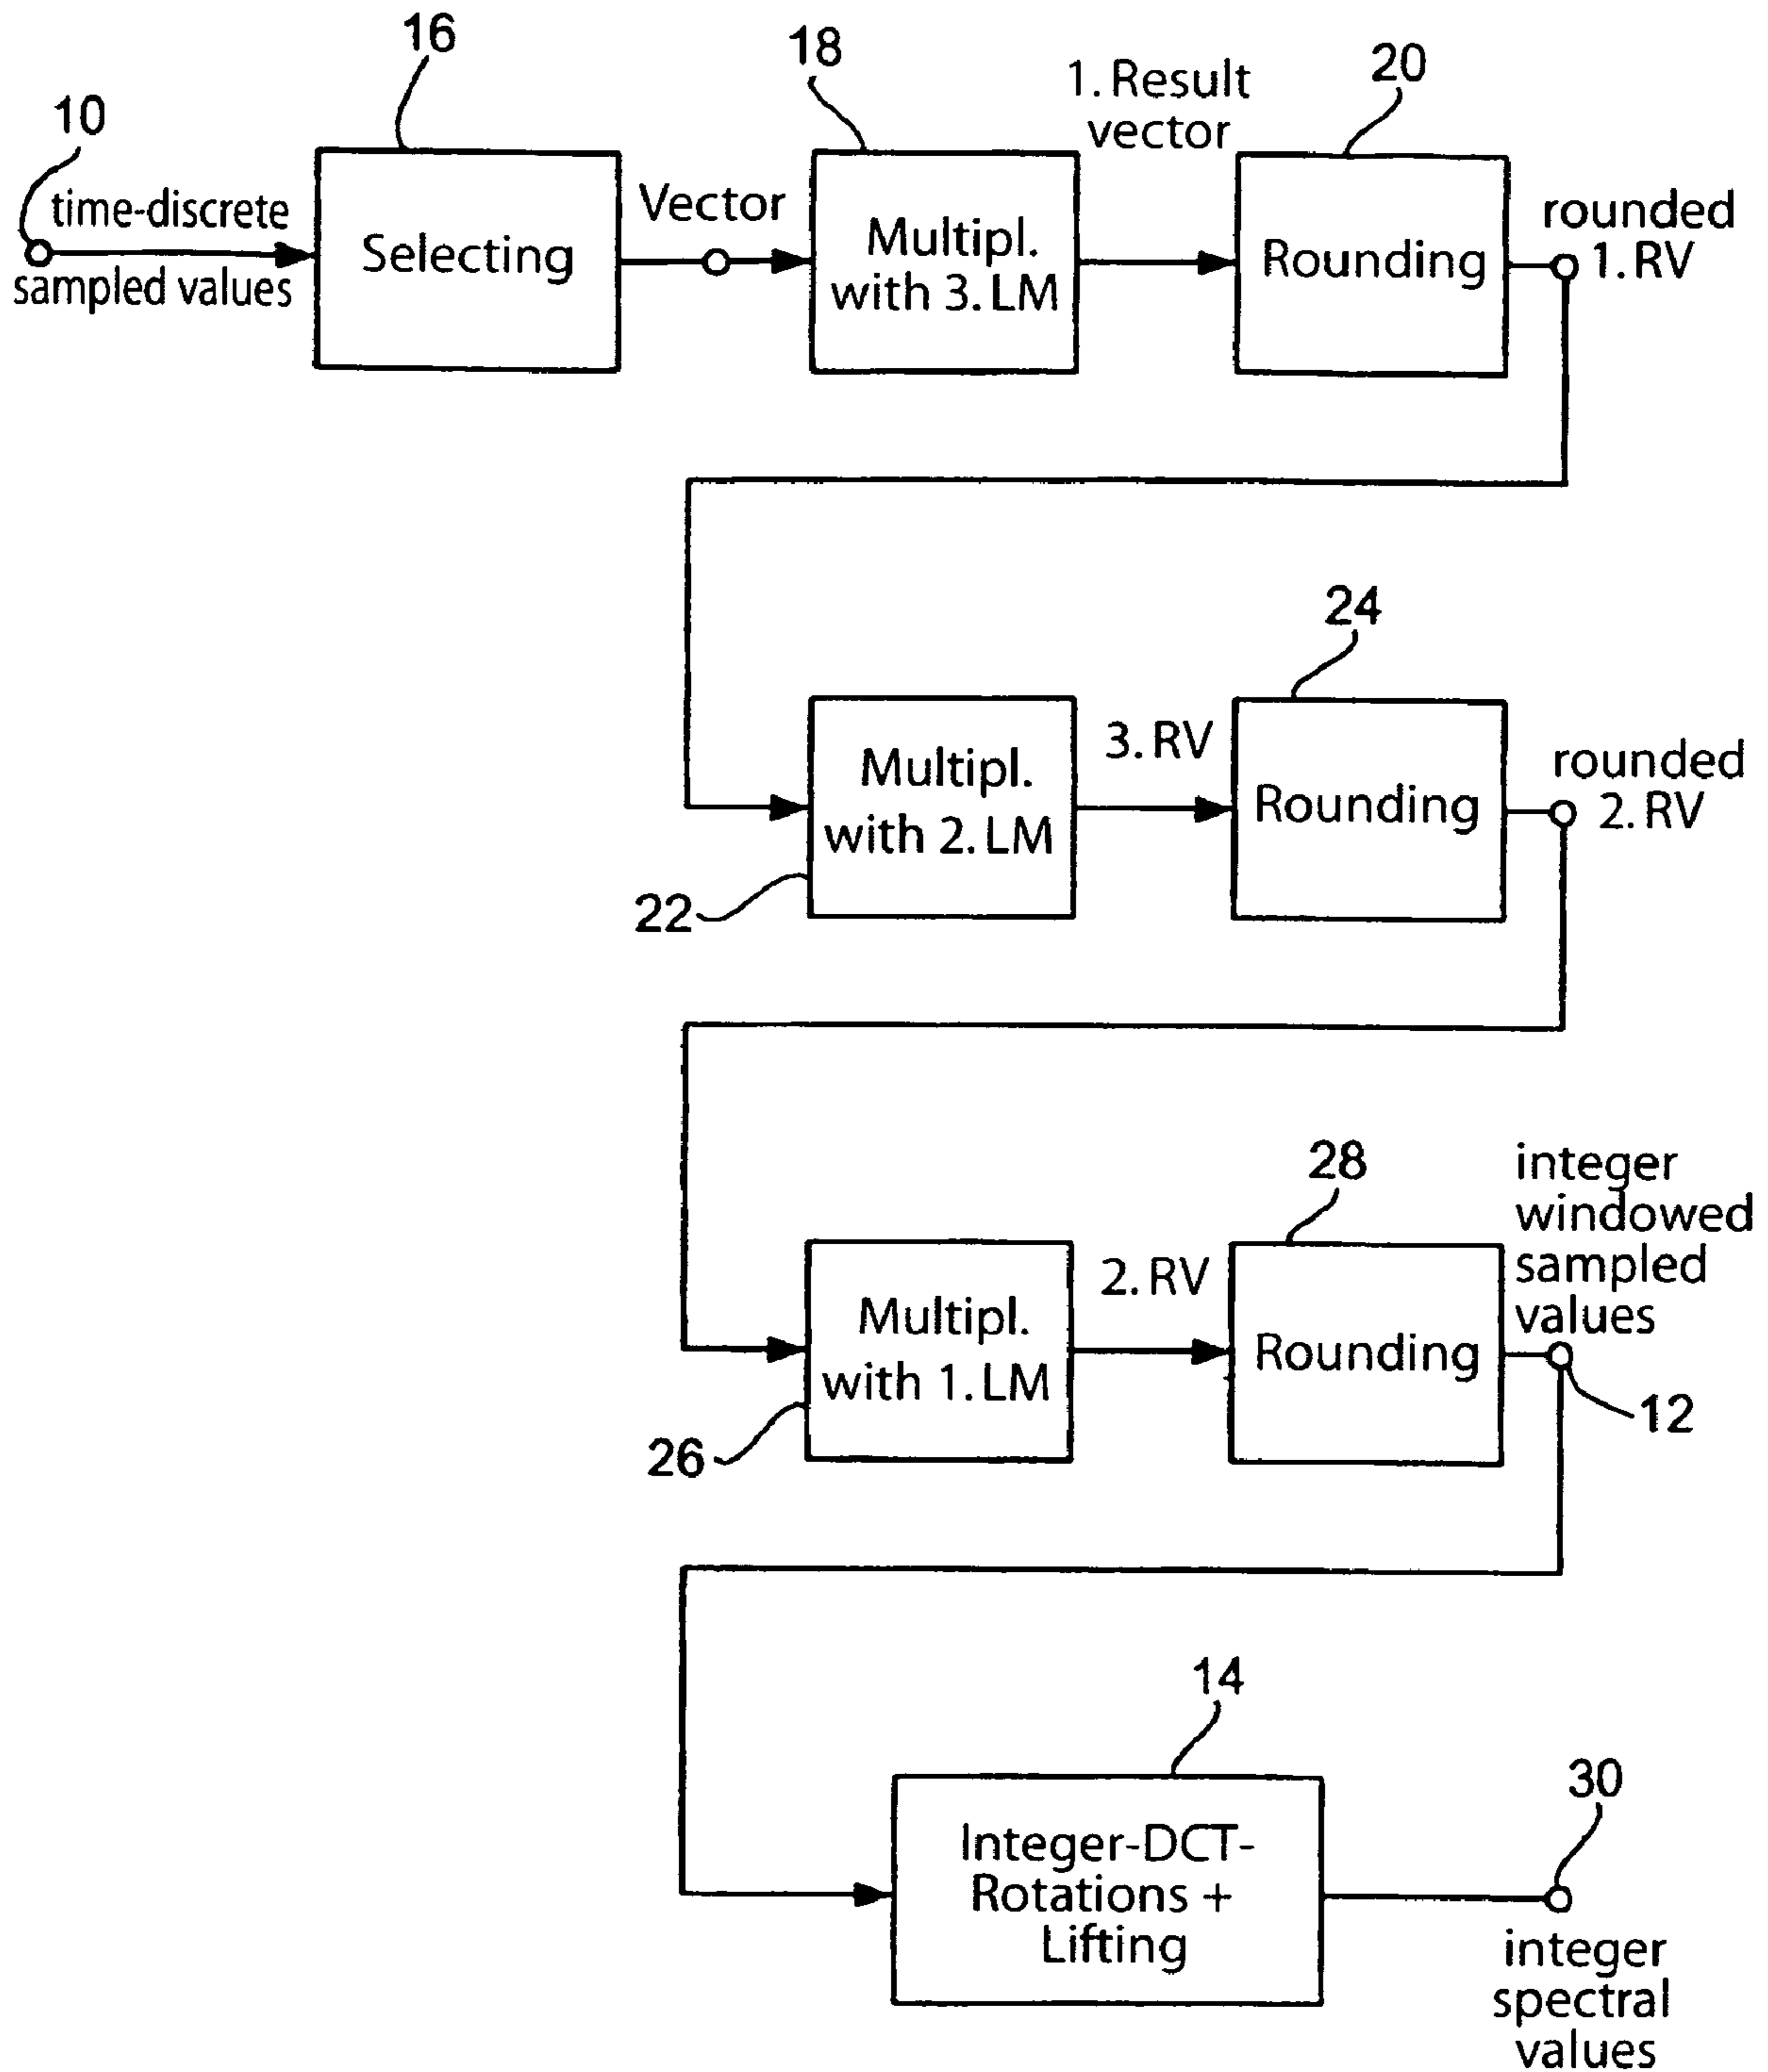 16
18
1. Result
vector
20
10
time-discrete
sampled values
Selecting
Vector
Multipl.
with 3. LM
Rounding
rounded
1. RV
24
Multipl.
with 2. LM
22
3. RV
Rounding
rounded
2. RV
28
integer
windowed
sampled
values
Multipl.
with 1. LM
26
2. RV
Rounding
12
14
Integer-DCT-
Rotations +
Lifting
30
integer
spectral
values